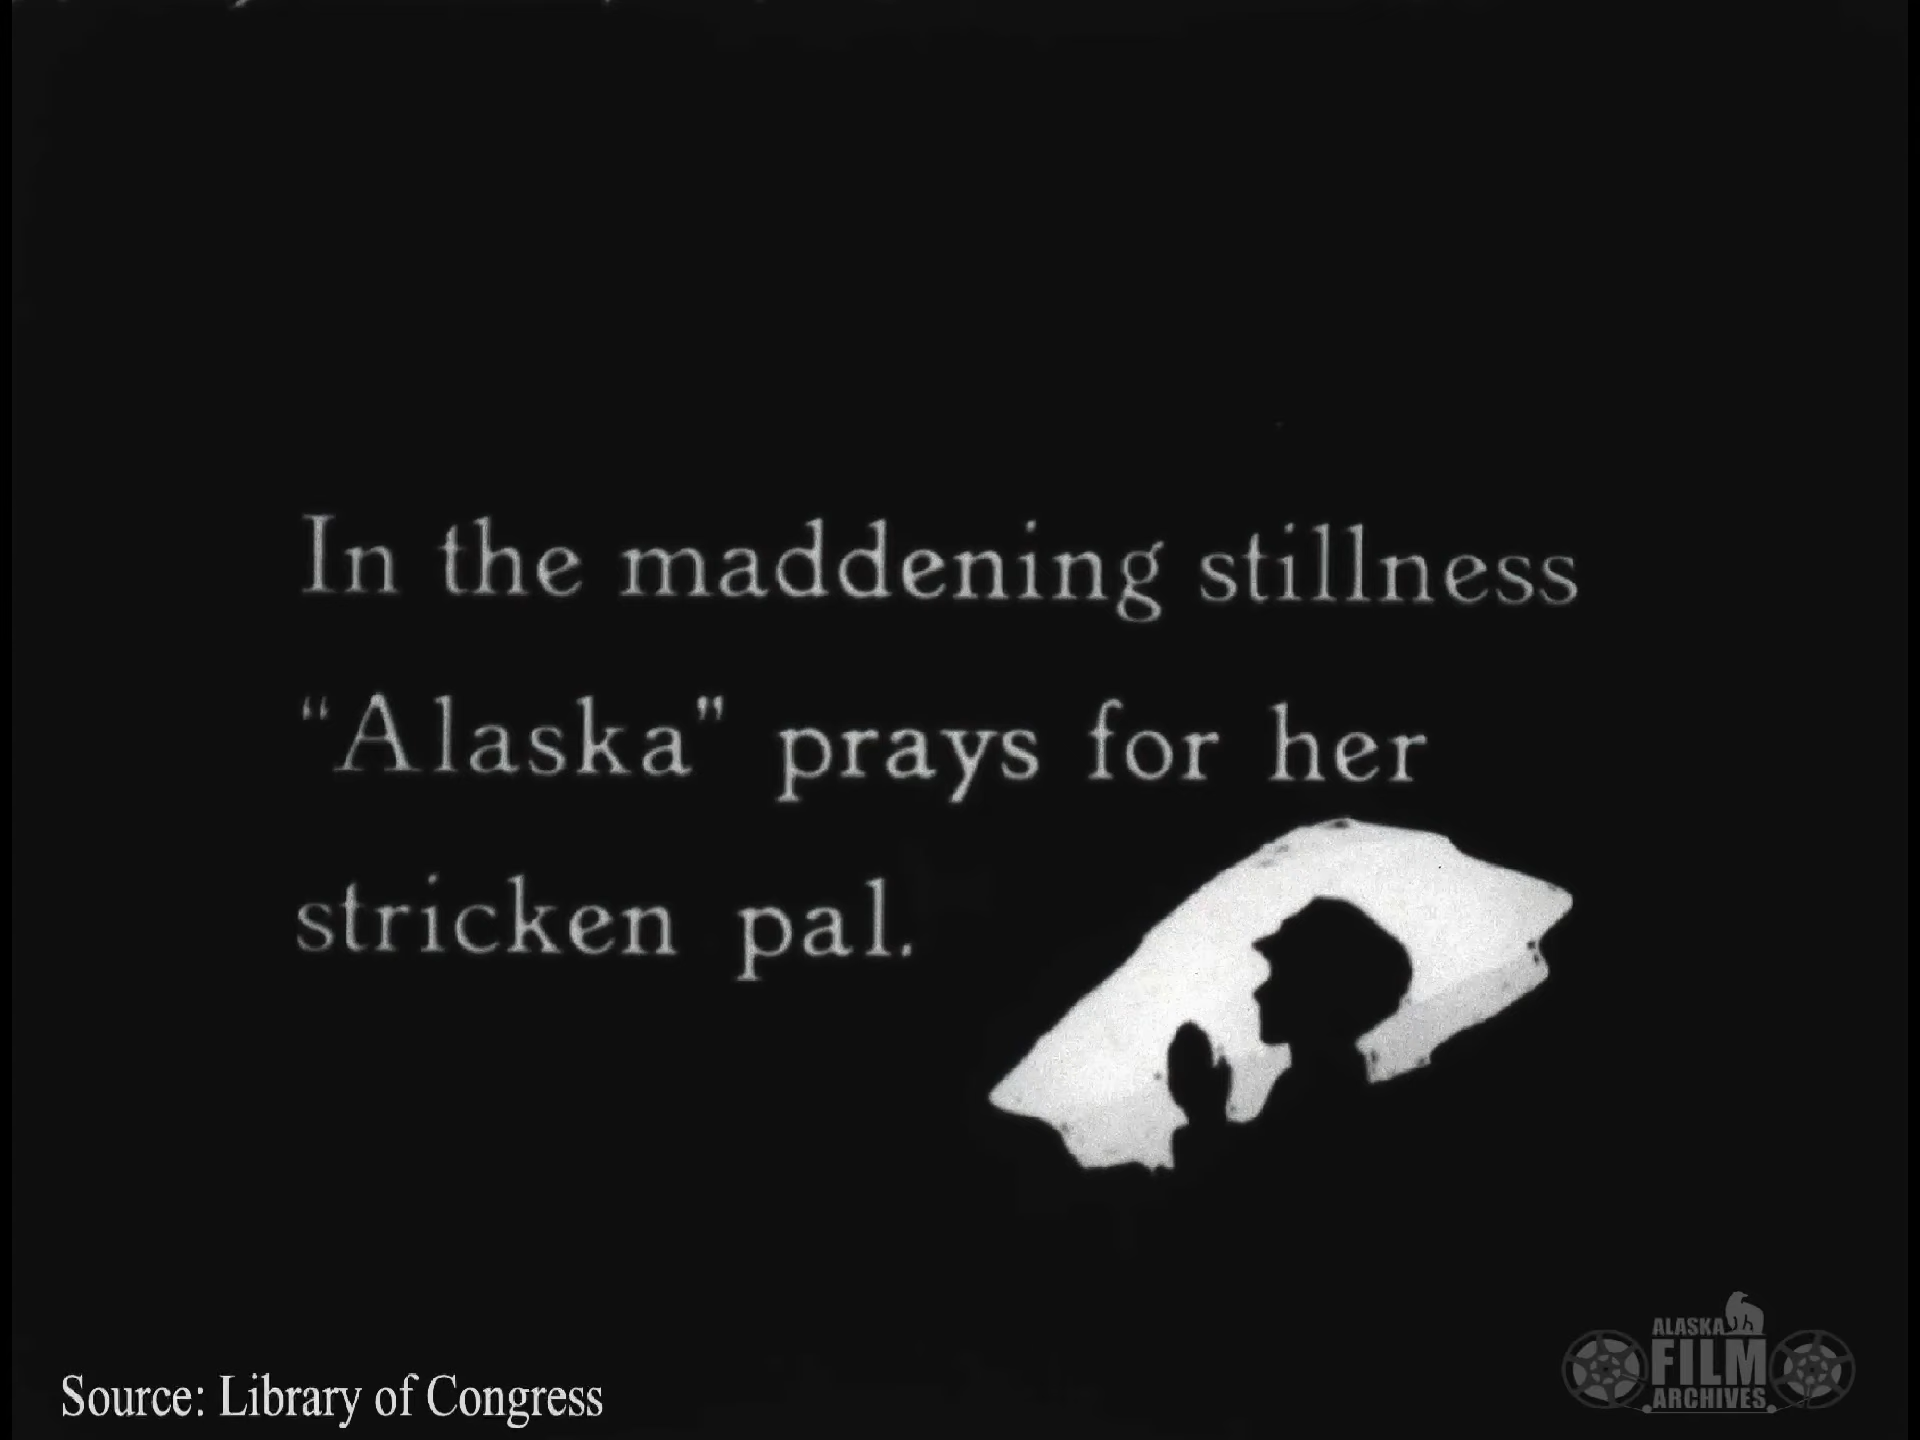 In the maddening stillness
“Alaska” prays for her
stricken pal.
Source: Library of Congress
ALASKA
FILM
ARCHIVES